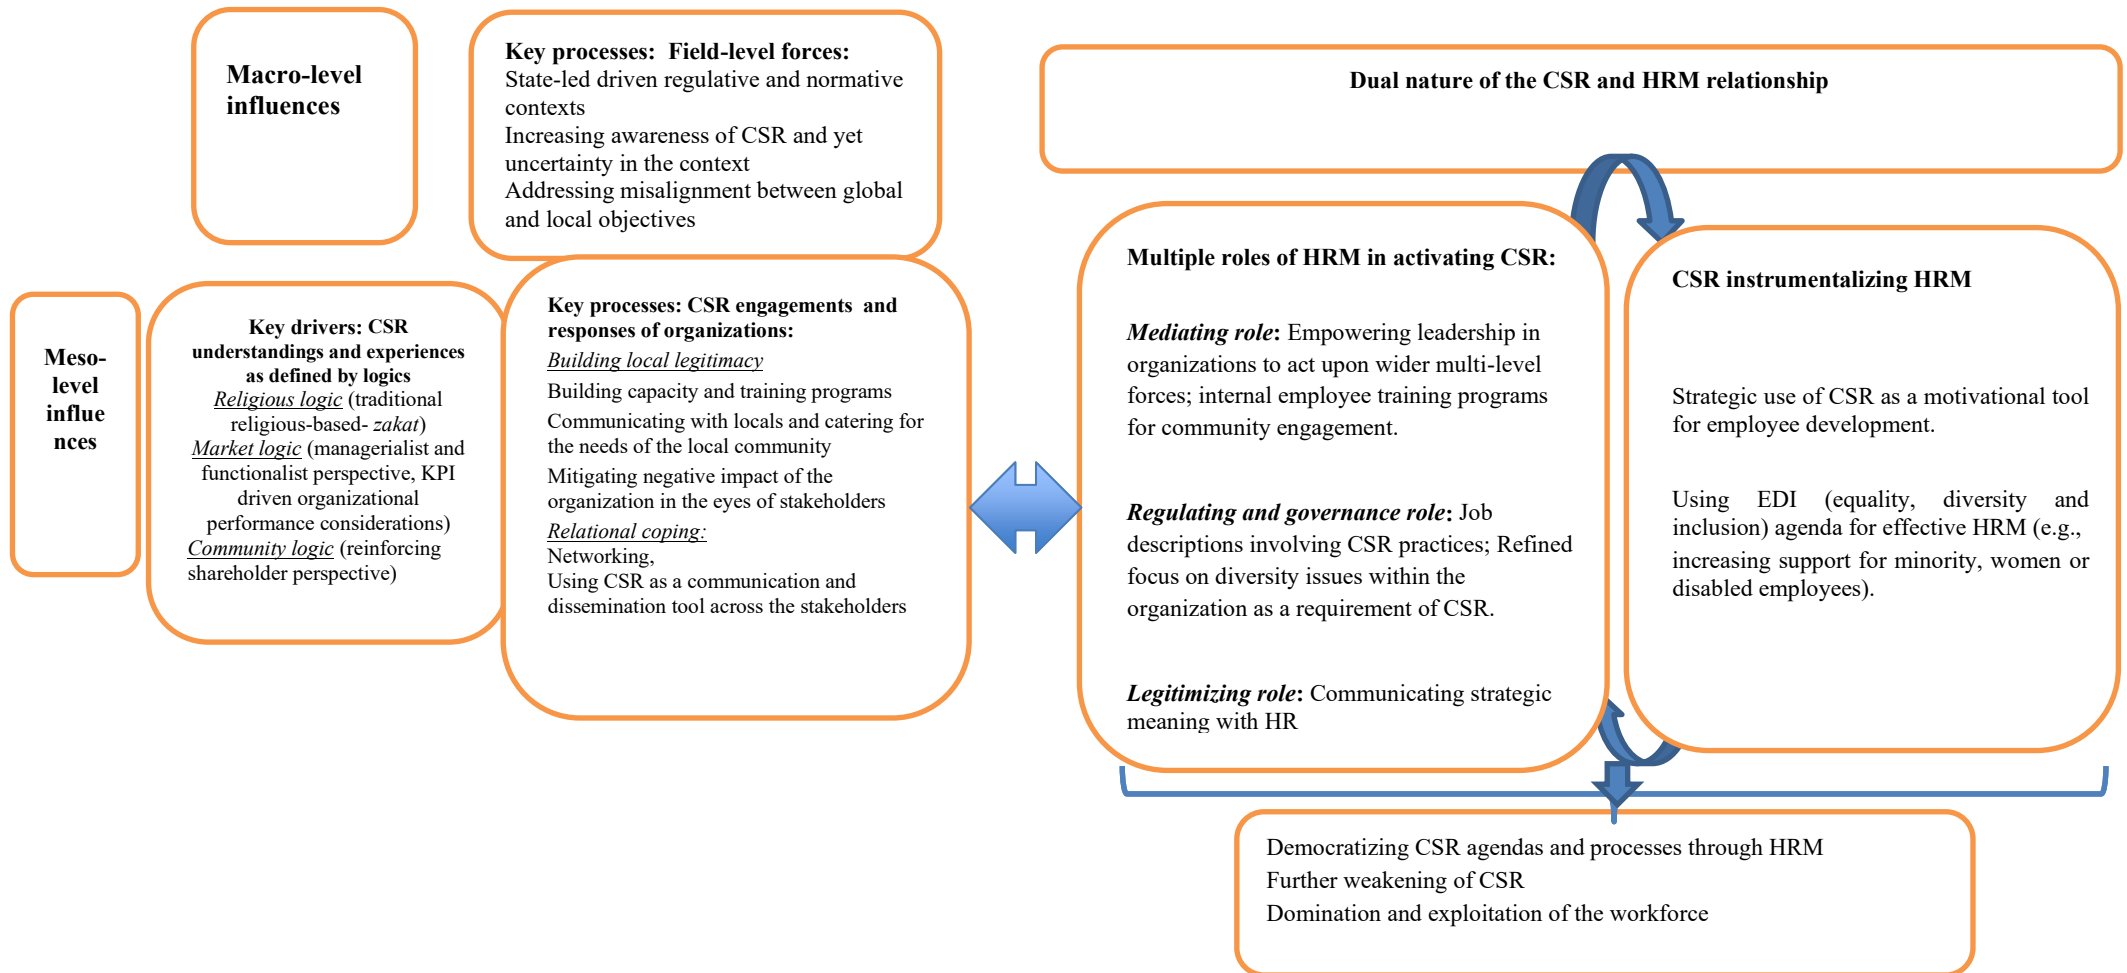 Macro-level
influences
Key processes:  Field-level forces:
State-led driven regulative and normative
contexts
Increasing awareness of CSR and yet
uncertainty in the context
Addressing misalignment between global
and local objectives
Dual nature of the CSR and HRM relationship
Meso-
level
influe
nces
Key drivers: CSR
understandings and experiences
as defined by logics
Religious logic (traditional
religious-based- zakat)
Market logic (managerialist and
functionalist perspective, KPI
driven organizational
performance considerations)
Community logic (reinforcing
shareholder perspective)
Key processes: CSR engagements  and
responses of organizations:
Building local legitimacy
Building capacity and training programs
Communicating with locals and catering for
the needs of the local community
Mitigating negative impact of the
organization in the eyes of stakeholders
Relational coping:
Networking,
Using CSR as a communication and
dissemination tool across the stakeholders
Multiple roles of HRM in activating CSR:
Mediating role: Empowering leadership in
organizations to act upon wider multi-level
forces; internal employee training programs
for community engagement.
Regulating and governance role: Job
descriptions involving CSR practices; Refined
focus on diversity issues within the
organization as a requirement of CSR.
Legitimizing role: Communicating strategic
meaning with HR
CSR instrumentalizing HRM
Strategic use of CSR as a motivational tool
for employee development.
Using EDI (equality, diversity and
inclusion) agenda for effective HRM (e.g.,
increasing support for minority, women or
disabled employees).
Democratizing CSR agendas and processes through HRM
Further weakening of CSR
Domination and exploitation of the workforce